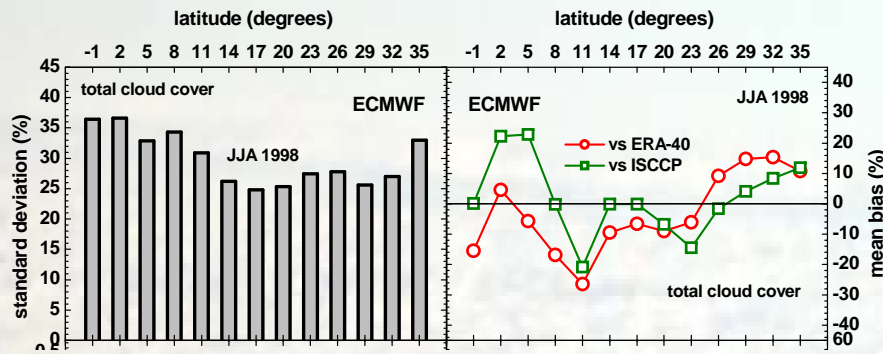 latitude (degrees)
-1 2 5 8 11 14 17 20 23 26 29 32 35
45
40
35
30
25
20
15
10
5
0
0.5
standard deviation (%)
total cloud cover
ECMWF
JJA 1998
latitude (degrees)
-1 2 5 8 11 14 17 20 23 26 29 32 35
ECMWF
JJA 1998
vs ERA-40
vs ISCCP
total cloud cover
40
30
20
10
0
-10
-20
-30
60
mean bias (%)